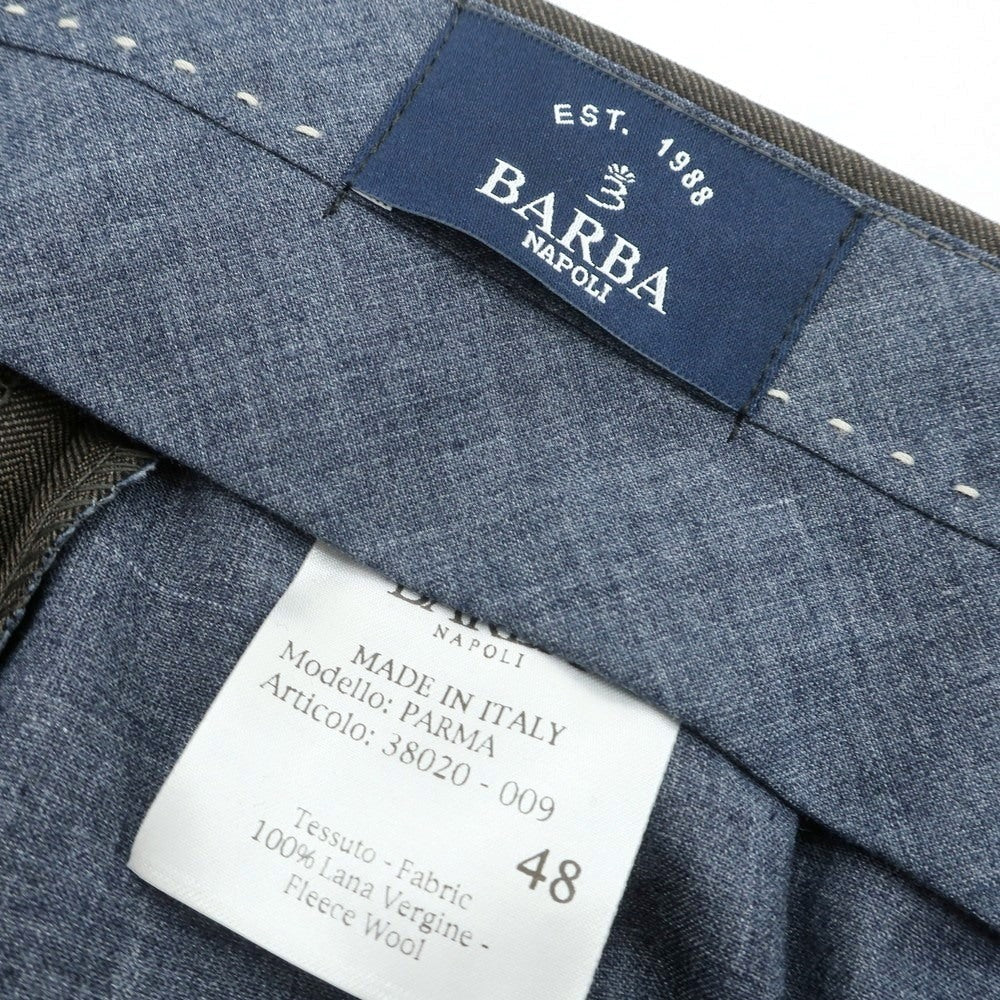 EST. 1988
BARBA
NAPOLI
NAPOLI
MADE IN ITALY
Modello: PARMA
Articolo: 38020 - 009
48
Tessuto - Fabric
100% Lana Vergine -
Fleece Wool